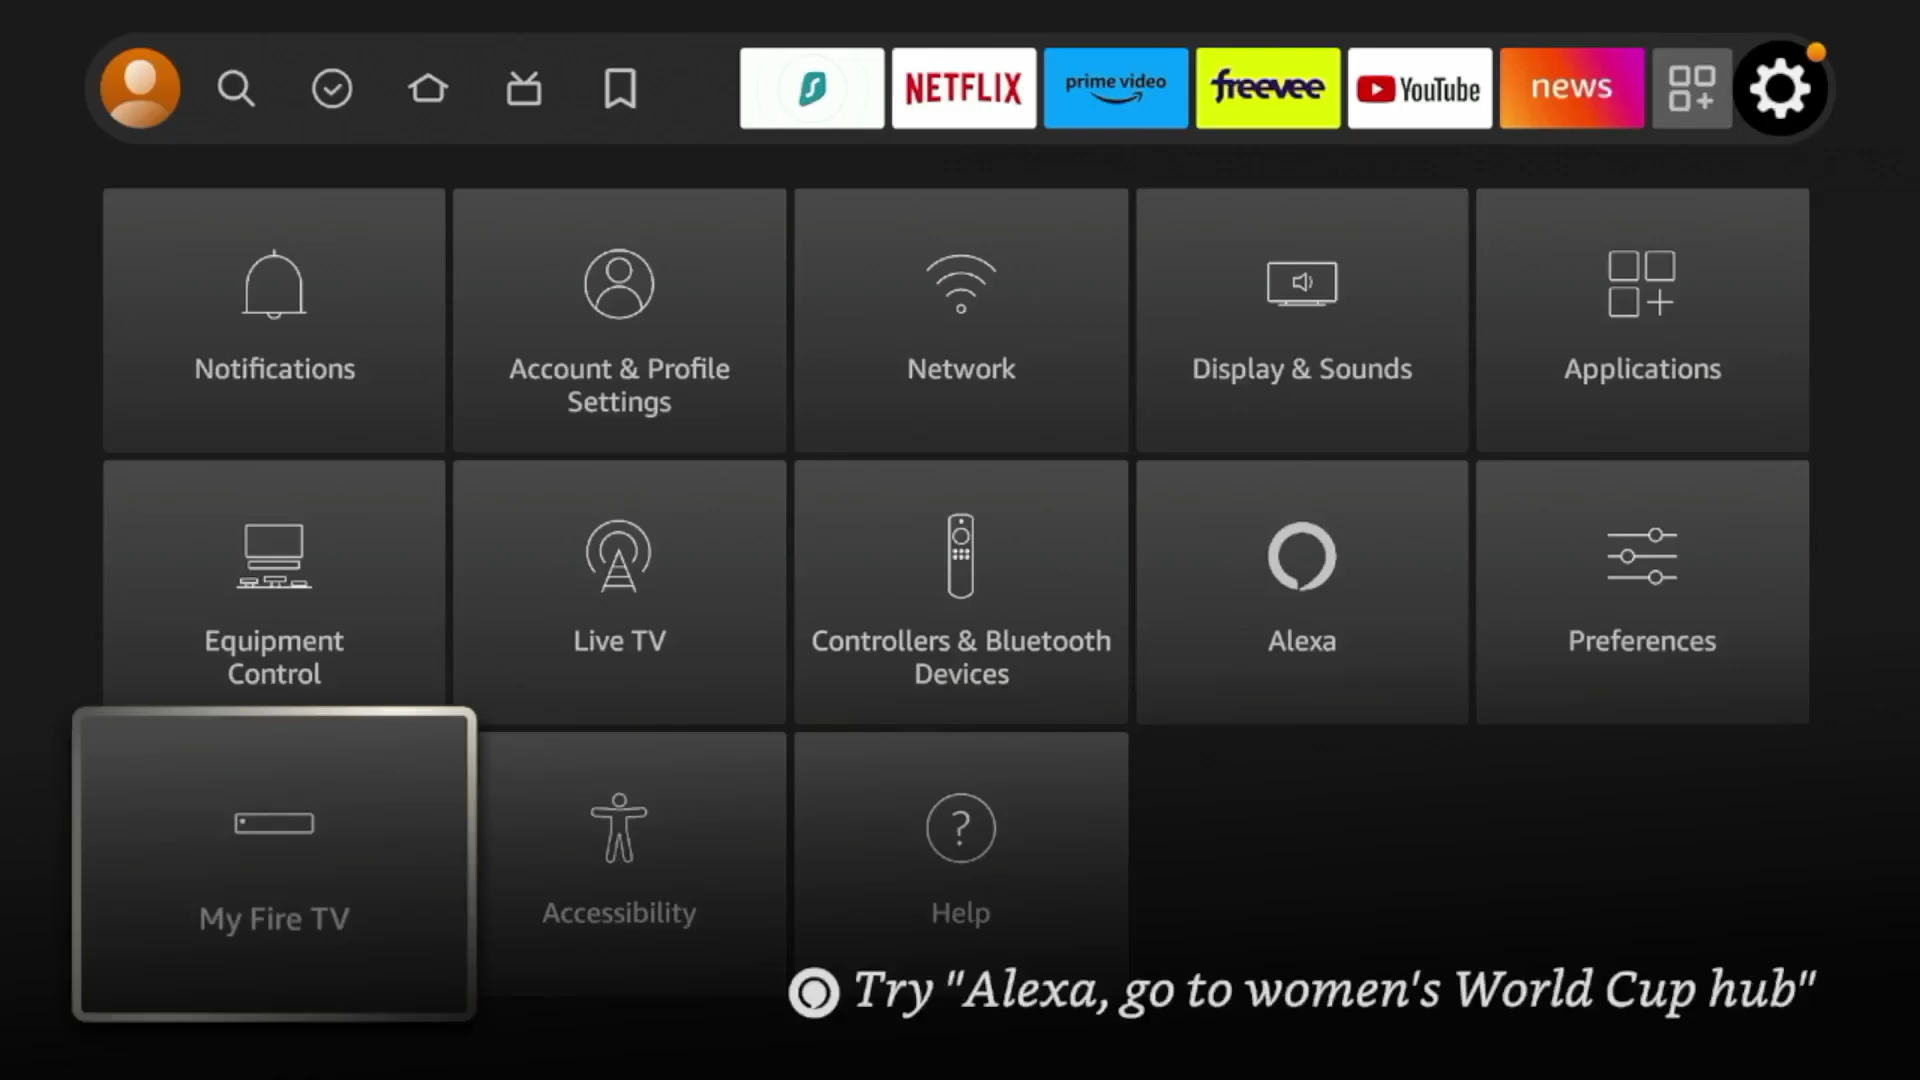 NETFLIX
prime video
freevee
YouTube
news
Notifications
Account & Profile
Settings
Network
Display & Sounds
Applications
Equipment
Control
Live TV
Controllers & Bluetooth
Devices
Alexa
Preferences
My Fire TV
Accessibility
Help
Try "Alexa, go to women's World Cup hub"